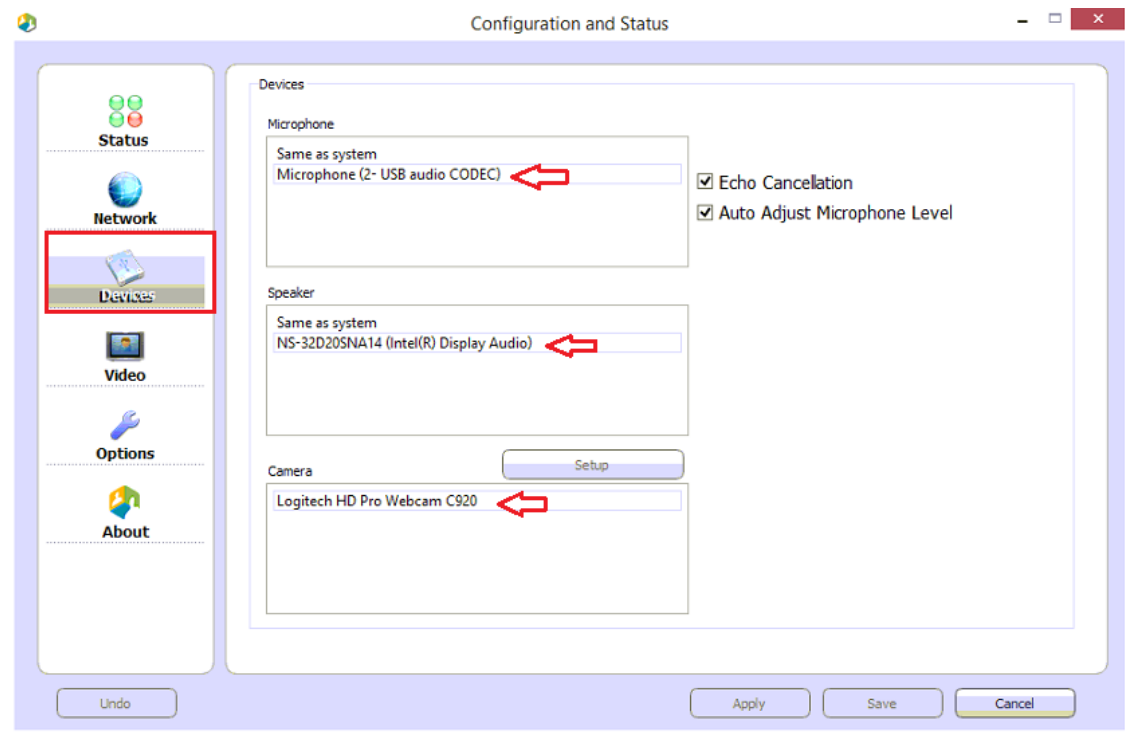 Configuration and Status
Status
Network
Devices
Video
Options
About
Devices
Microphone
Same as system
Microphone (2- USB audio CODEC)
Echo Cancellation
Auto Adjust Microphone Level
Speaker
Same as system
NS-32D20SNA14 (Intel(R) Display Audio)
Camera
Setup
Logitech HD Pro Webcam C920
Undo
Apply
Save
Cancel